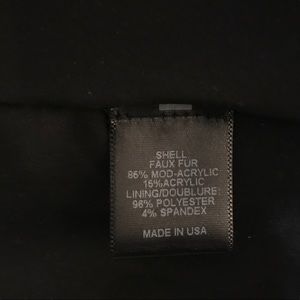 SHELL
FAUX FUR
86% MOD-ACRYLIC
15%ACRYLIC
LINING/DOUBLURE:
96% POLYESTER
4% SPANDEX
MADE IN USA